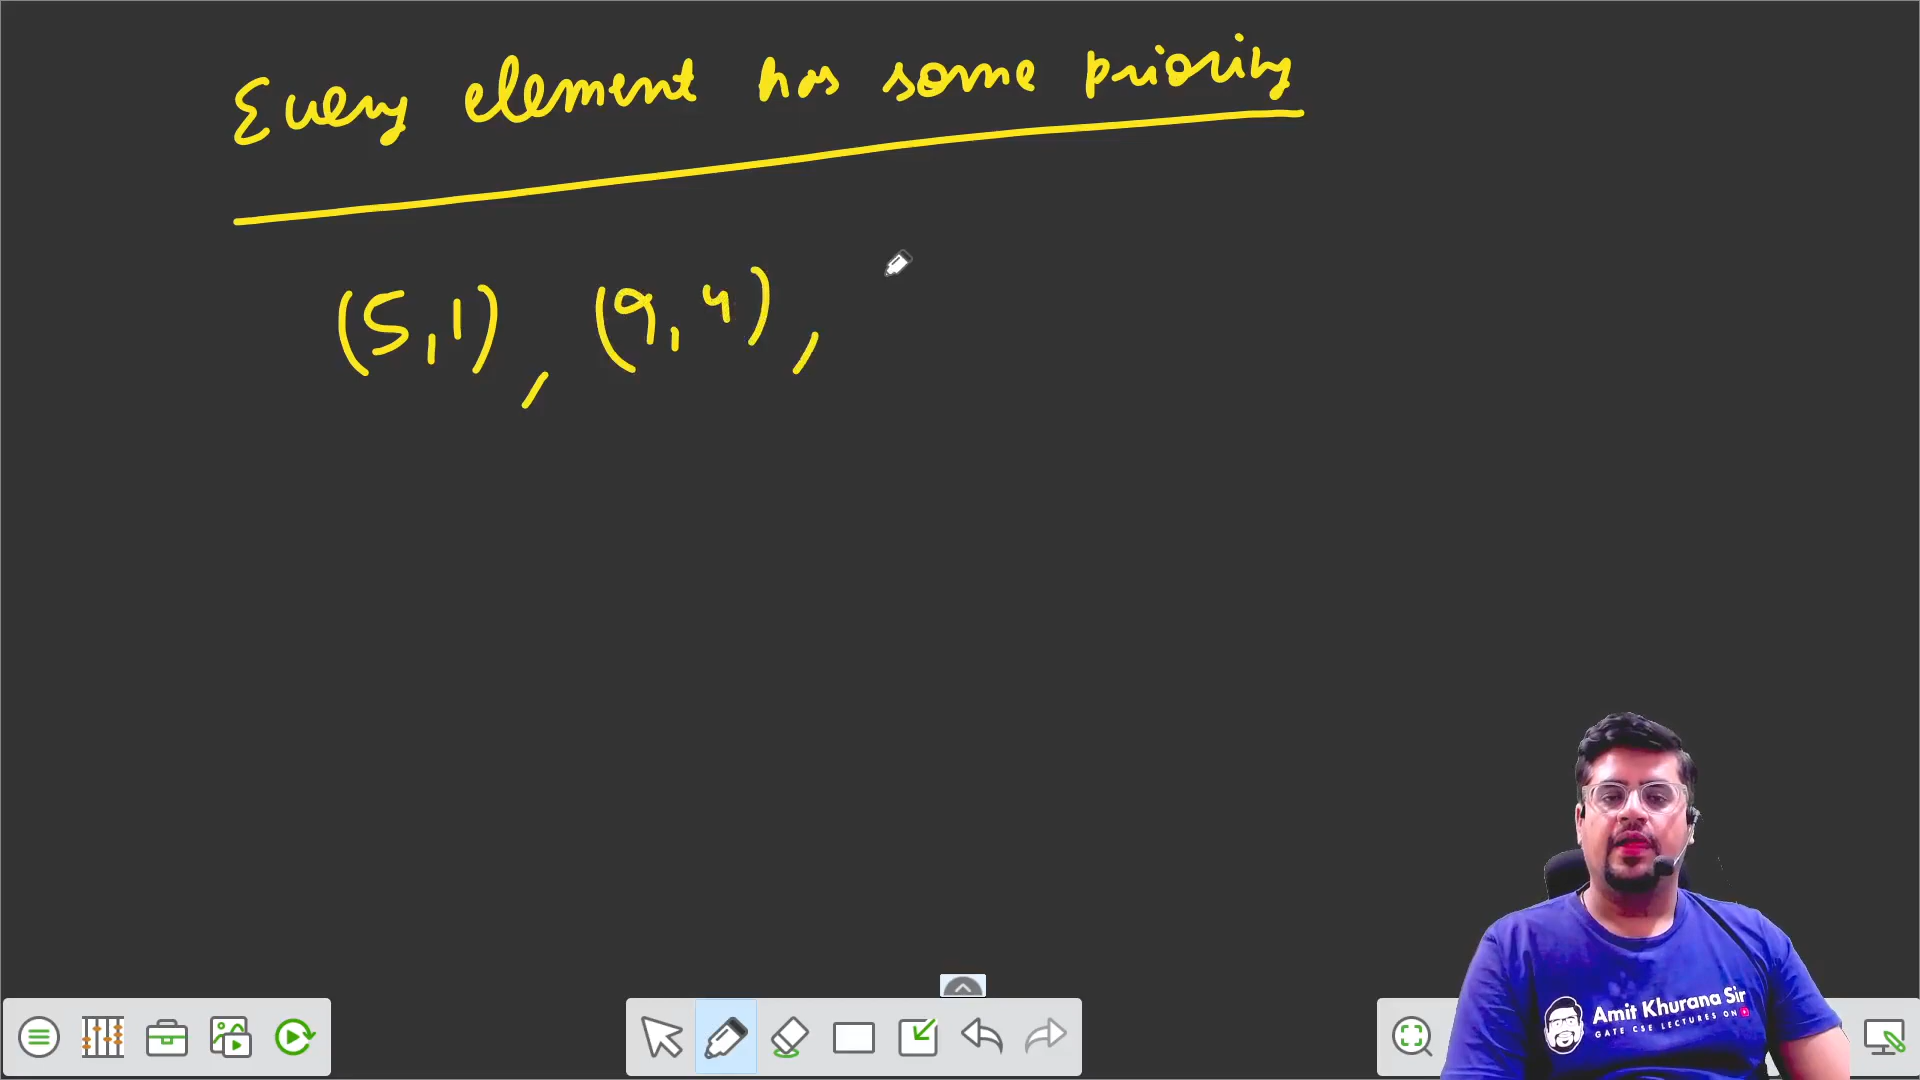 Every element has some priority
(5,1), (9,4),
Amit Khurana Sir
GATE CSE LECTURES ON